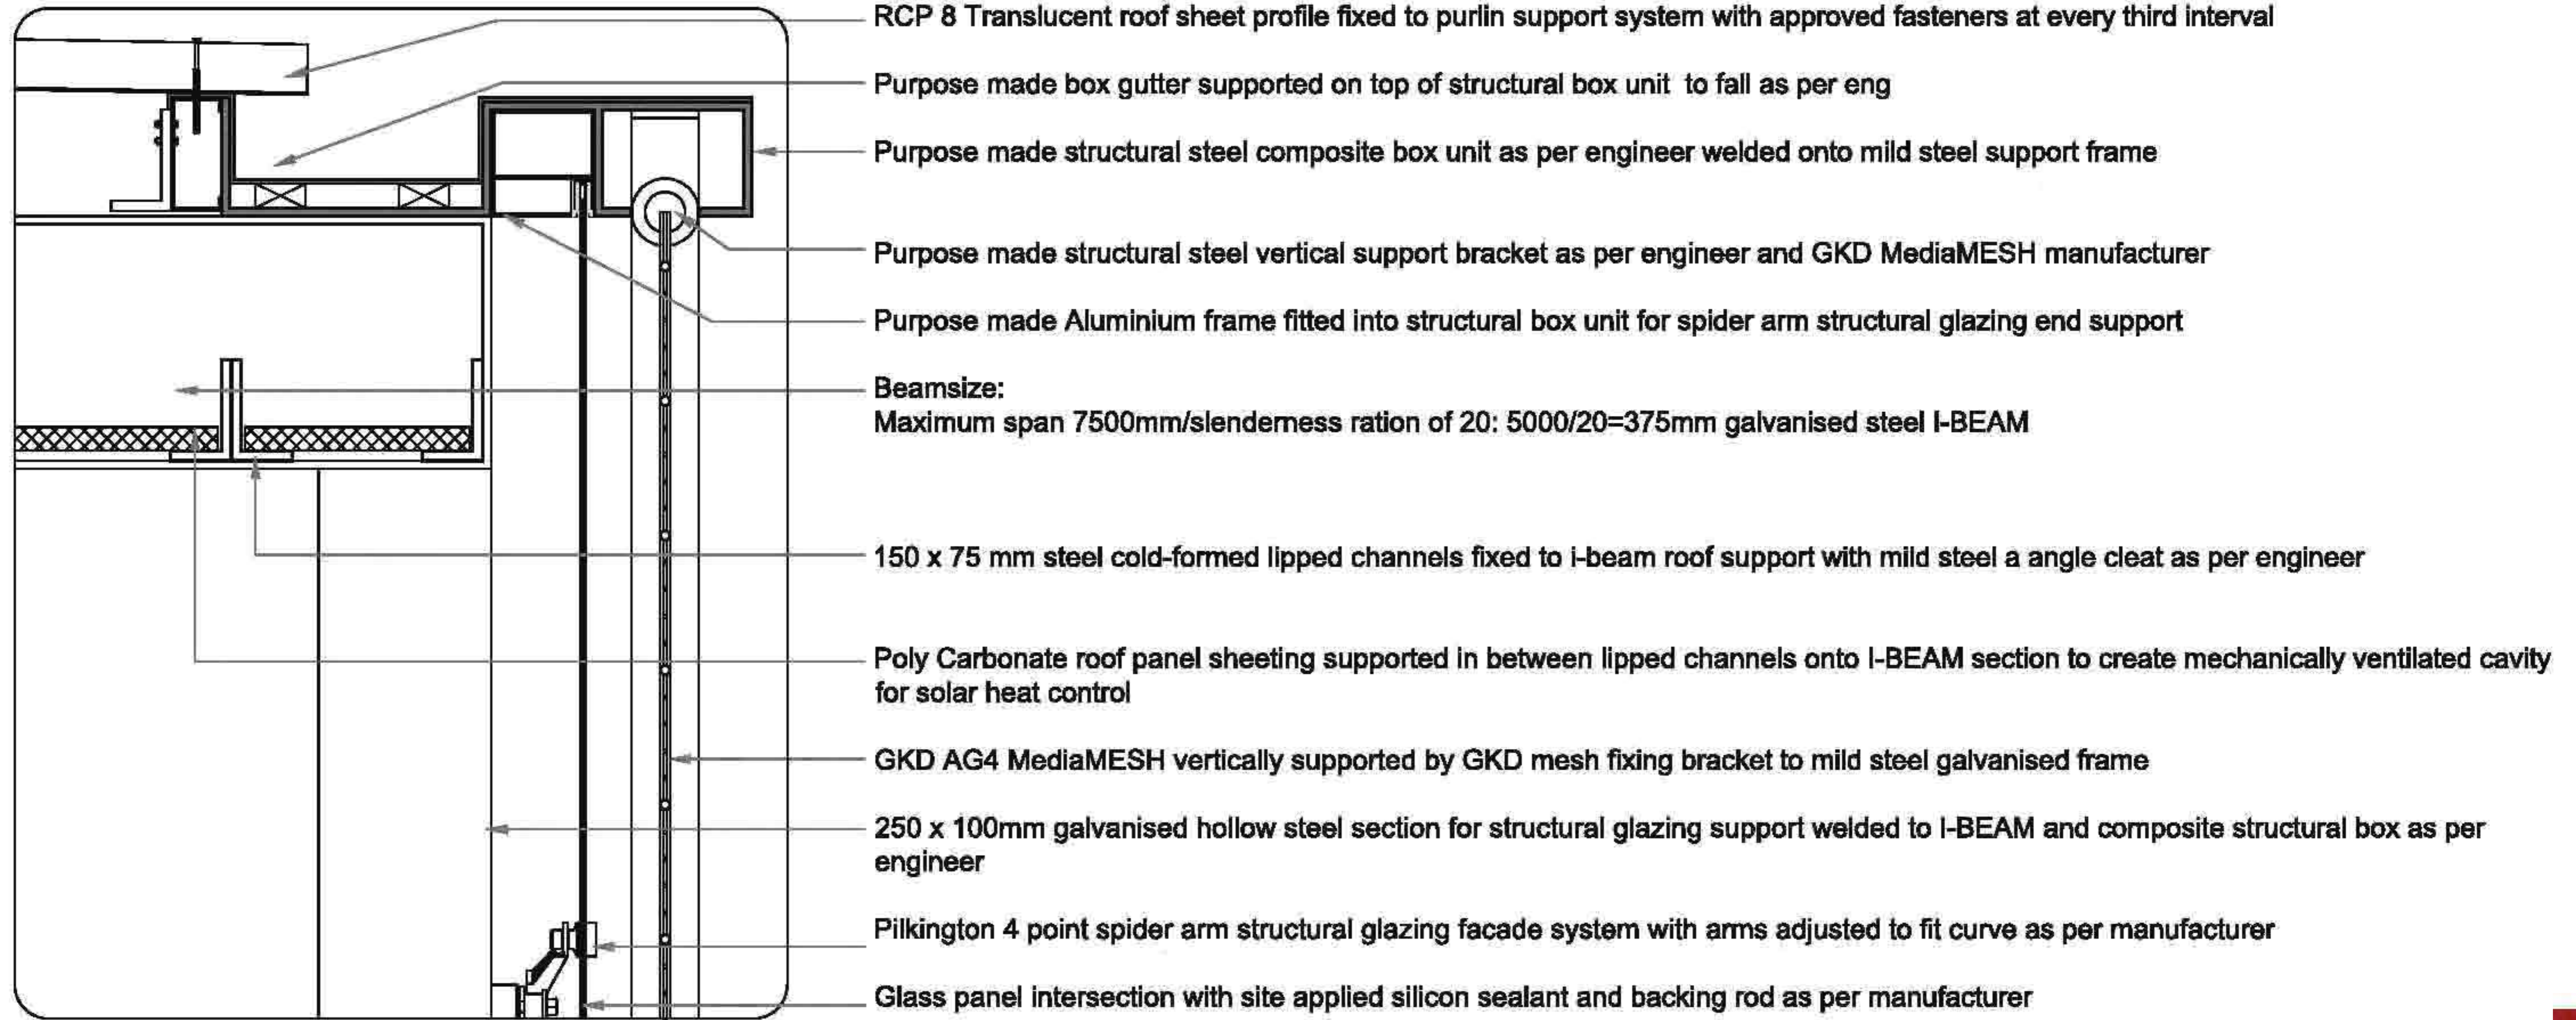 RCP 8 Translucent roof sheet profile fixed to purlin support system with approved fasteners at every third interval
Purpose made box gutter supported on top of structural box unit to fall as per eng
Purpose made structural steel composite box unit as per engineer welded onto mild steel support frame
Purpose made structural steel vertical support bracket as per engineer and GKD MediaMESH manufacturer
Purpose made Aluminium frame fitted into structural box unit for spider arm structural glazing end support
Beamsize:
Maximum span 7500mm/slenderness ration of 20: 5000/20=375mm galvanised steel I-BEAM
150 x 75 mm steel cold-formed lipped channels fixed to i-beam roof support with mild steel a angle cleat as per engineer
Poly Carbonate roof panel sheeting supported in between lipped channels onto I-BEAM section to create mechanically ventilated cavity
for solar heat control
GKD AG4 MediaMESH vertically supported by GKD mesh fixing bracket to mild steel galvanised frame
250 x 100mm galvanised hollow steel section for structural glazing support welded to I-BEAM and composite structural box as per
engineer
Pilkington 4 point spider arm structural glazing facade system with arms adjusted to fit curve as per manufacturer
Glass panel intersection with site applied silicon sealant and backing rod as per manufacturer